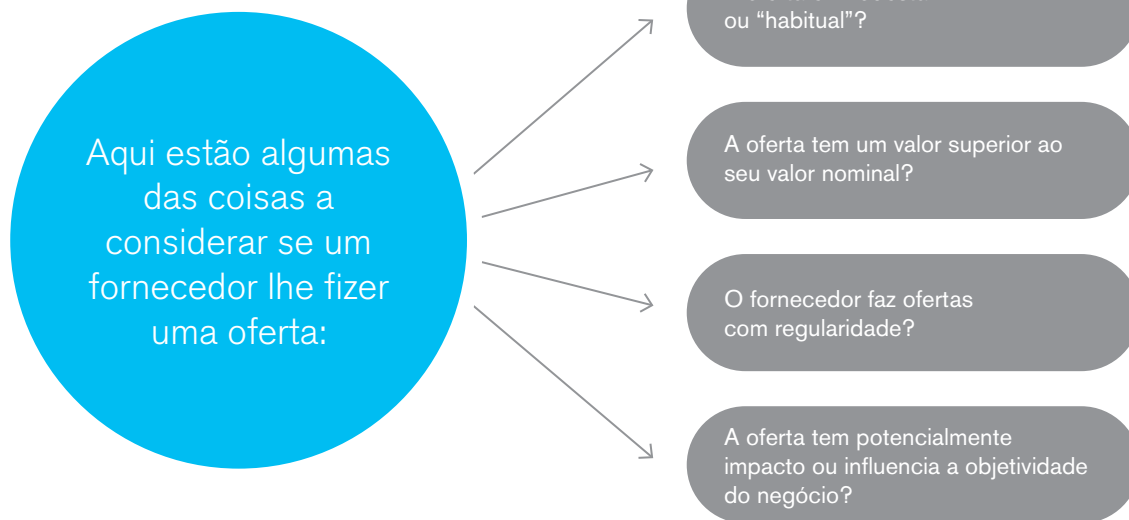 Aqui estão algumas
das coisas a
considerar se um
fornecedor lhe fizer
uma oferta:
ou “habitual”?
A oferta tem um valor superior ao
seu valor nominal?
O fornecedor faz ofertas
com regularidade?
A oferta tem potencialmente
impacto ou influencia a objetividade
do negócio?